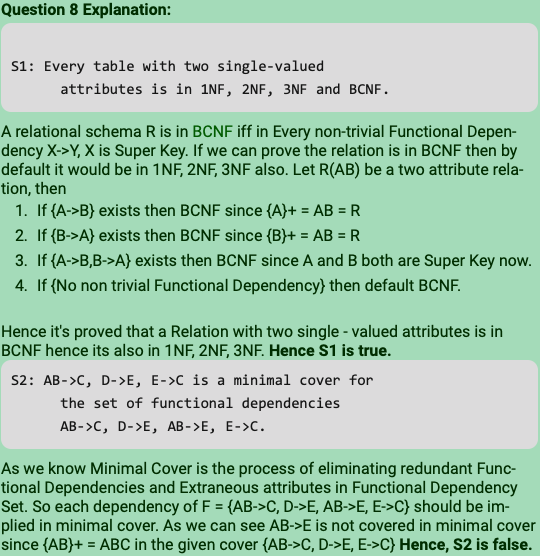 Question 8 Explanation:
S1: Every table with two single-valued
attributes is in 1NF, 2NF, 3NF and BCNF.
A relational schema R is in BCNF iff in Every non-trivial Functional Depen-
dency X->Y, X is Super Key. If we can prove the relation is in BCNF then by
default it would be in 1NF, 2NF, 3NF also. Let R(AB) be a two attribute rela-
tion, then
1. If {A->B} exists then BCNF since {A}+ = AB = R
2. If {B->A} exists then BCNF since {B}+ = AB = R
3. If {A->B,B->A} exists then BCNF since A and B both are Super Key now.
4. If {No non trivial Functional Dependency} then default BCNF.
Hence it's proved that a Relation with two single - valued attributes is in
BCNF hence its also in 1NF, 2NF, 3NF. Hence S1 is true.
S2: AB->C, D->E, E->C is a minimal cover for
the set of functional dependencies
AB->C, D->E, AB->E, E->C.
As we know Minimal Cover is the process of eliminating redundant Func-
tional Dependencies and Extraneous attributes in Functional Dependency
Set. So each dependency of F = {AB->C, D->E, AB->E, E->C} should be im-
plied in minimal cover. As we can see AB->E is not covered in minimal cover
since {AB}+ = ABC in the given cover {AB->C, D->E, E->C} Hence, S2 is false.